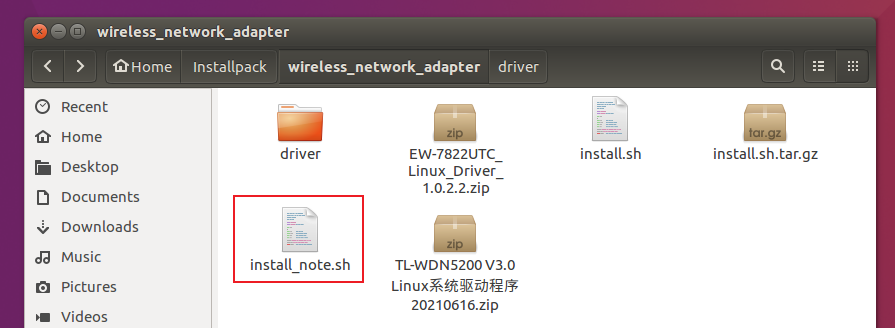 wireless_network_adapter
Home
Installpack
wireless_network_adapter
driver
Recent
Home
Desktop
Documents
Downloads
Music
Pictures
Videos
driver
zip
EW-7822UTC_
Linux_Driver_
1.0.2.2.zip
install.sh
tar.gz
install.sh.tar.gz
install_note.sh
zip
TL-WDN5200 V3.0
Linux系统驱动程序
20210616.zip